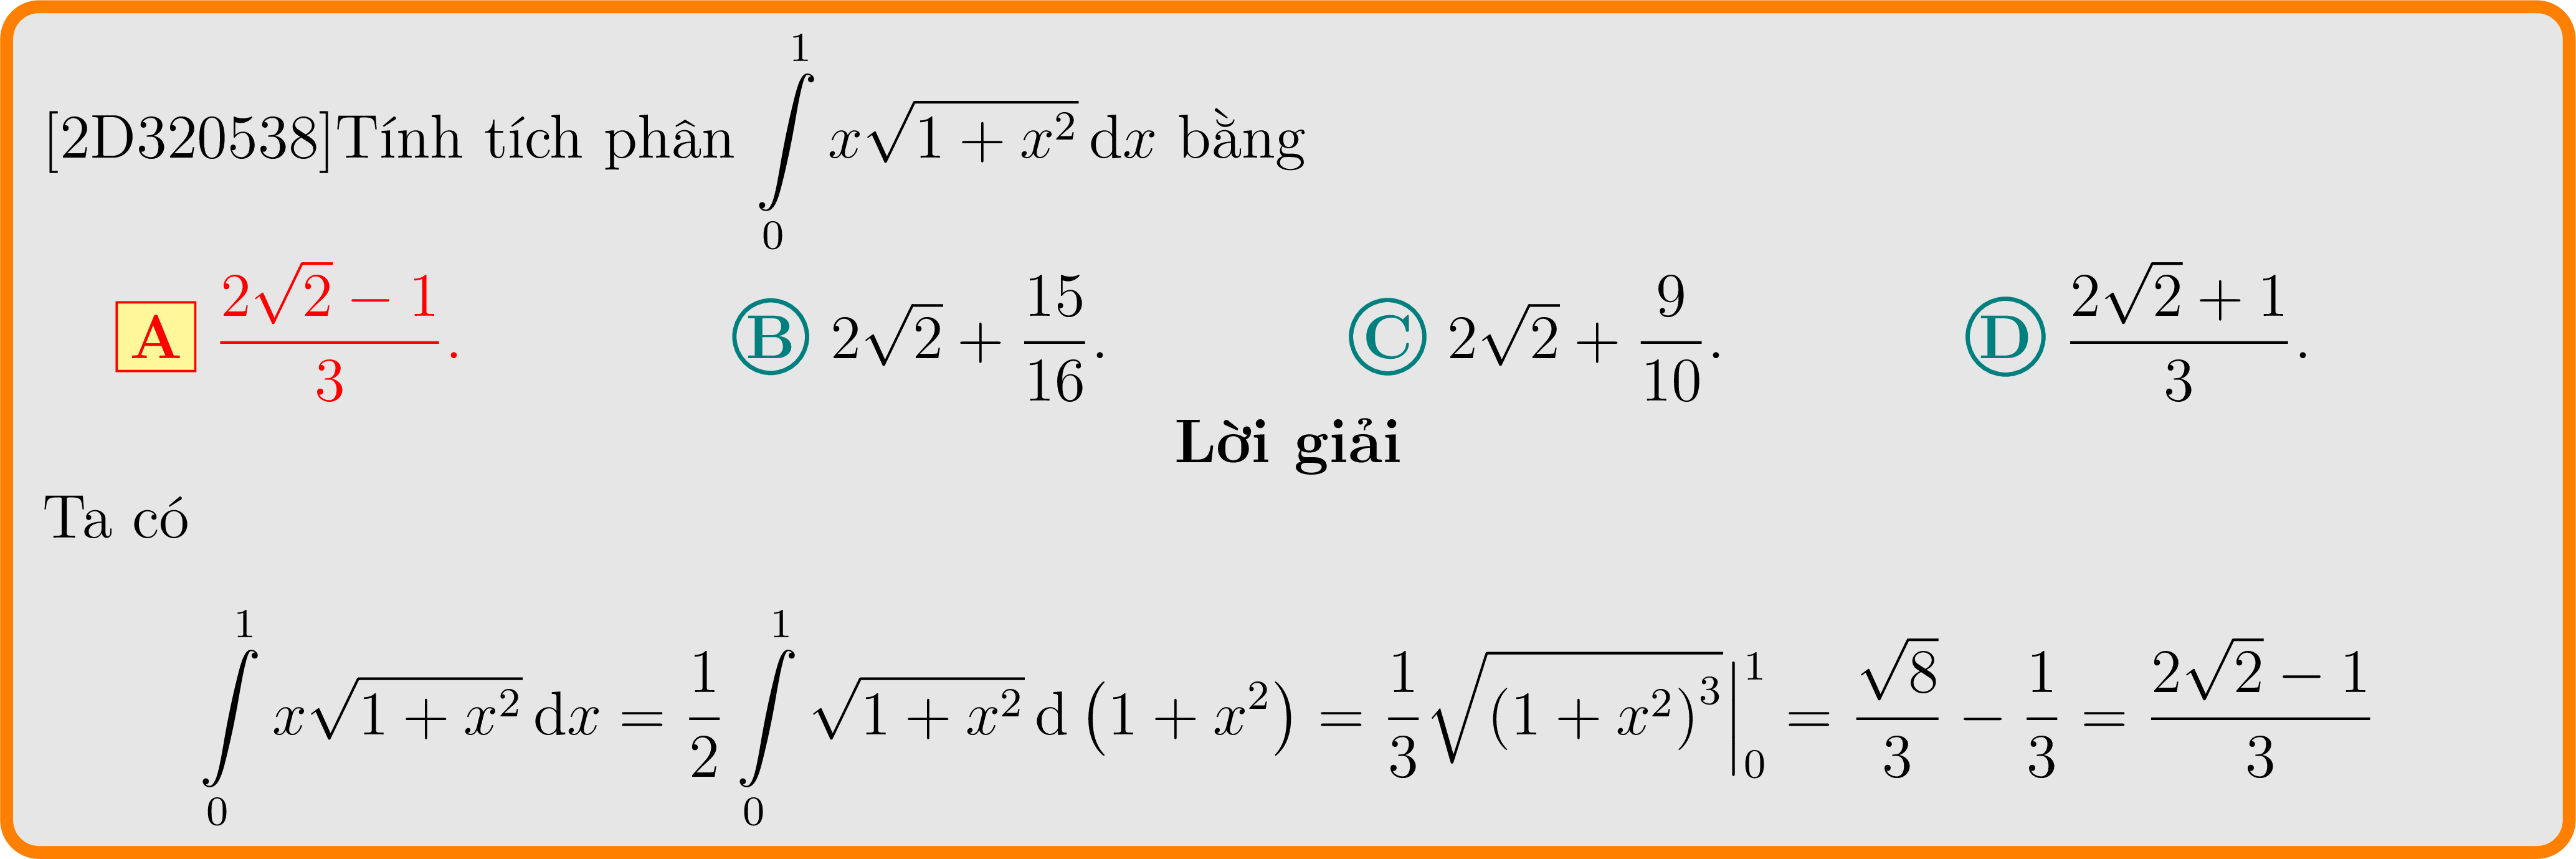 [2D320538]Tính tích phân $\int\limits_0^1 x\sqrt{1+x^2}\,\mathrm{d}x$ bằng
A $\frac{2\sqrt{2}-1}{3}$. B $2\sqrt{2}+\frac{15}{16}$. C $2\sqrt{2}+\frac{9}{10}$. D $\frac{2\sqrt{2}+1}{3}$.
Lời giải
Ta có
$\int\limits_0^1 x\sqrt{1+x^2}\,\mathrm{d}x = \frac{1}{2}\int\limits_0^1 \sqrt{1+x^2}\,\mathrm{d}\left(1+x^2\right) = \frac{1}{3}\sqrt{\left(1+x^2\right)^3}\Big|_0^1 = \frac{\sqrt{8}}{3} - \frac{1}{3} = \frac{2\sqrt{2}-1}{3}$